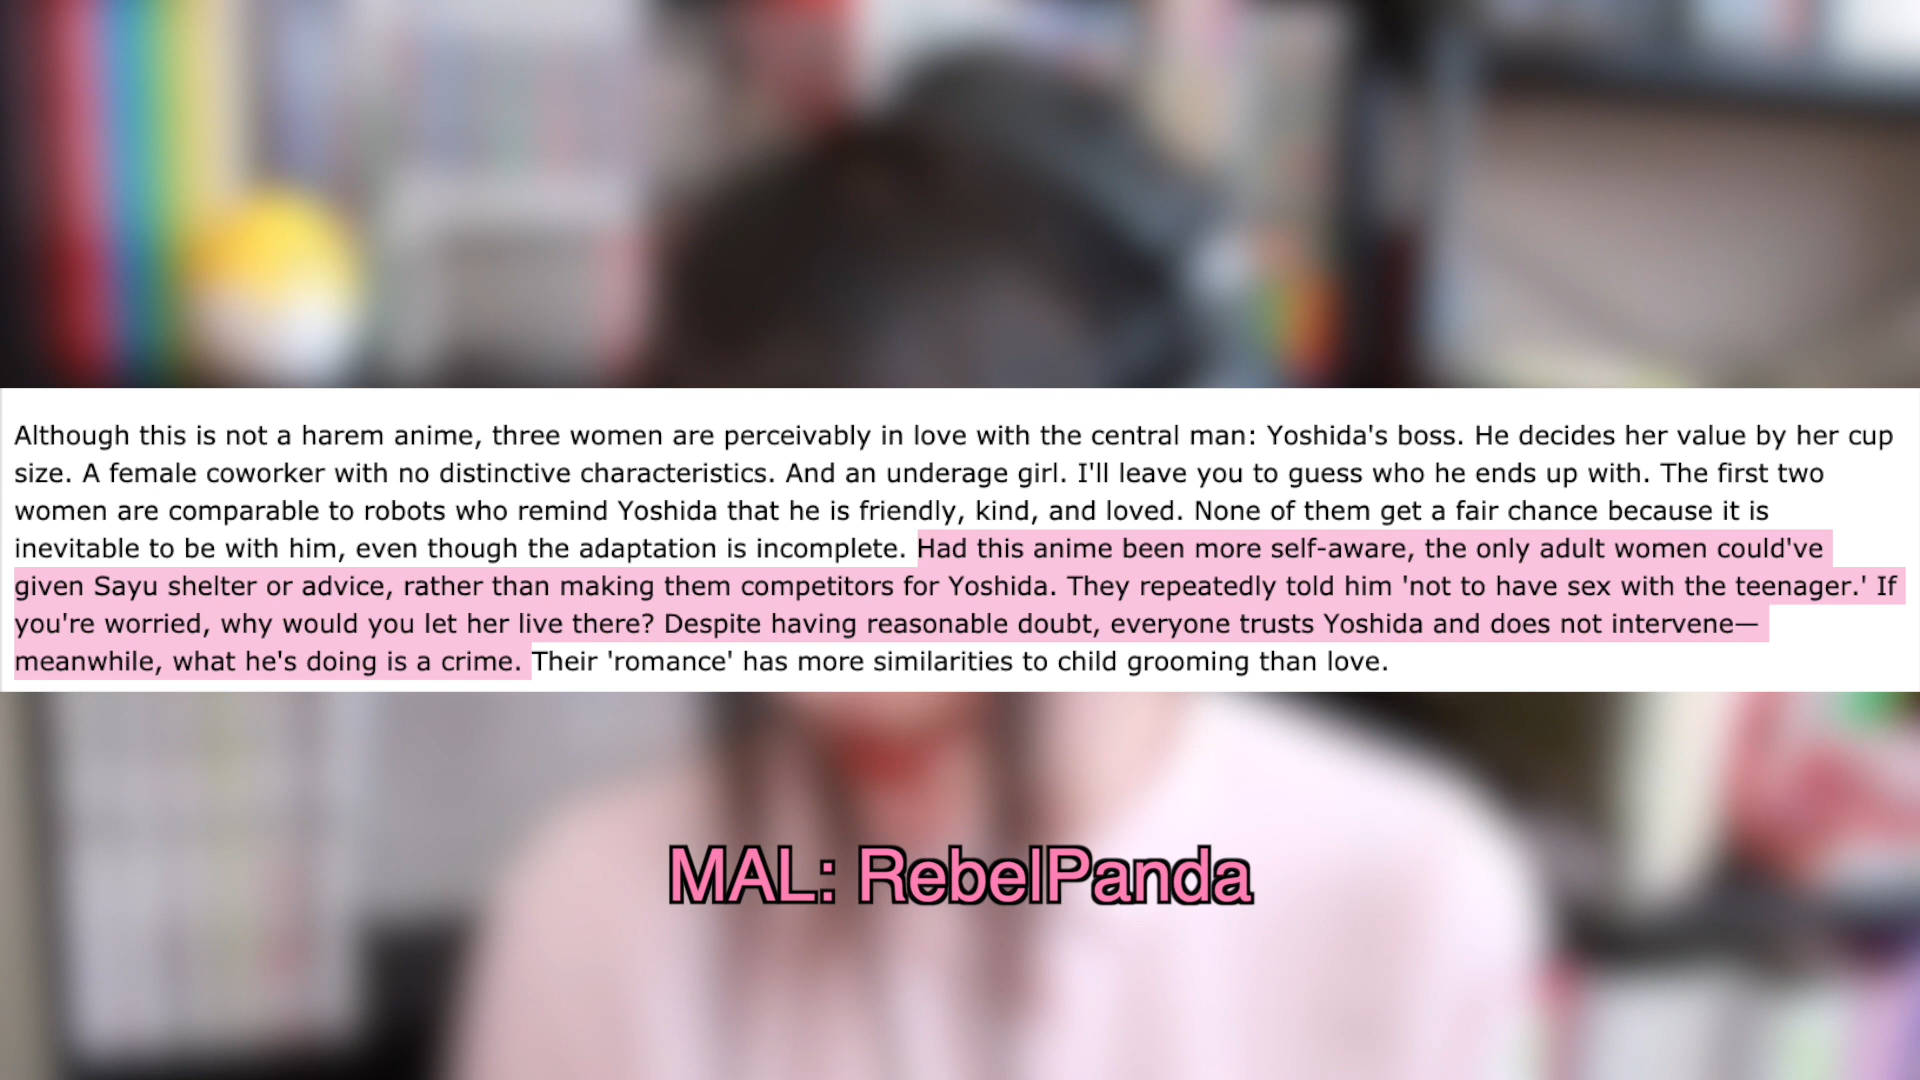 Although this is not a harem anime, three women are perceivably in love with the central man: Yoshida's boss. He decides her value by her cup
size. A female coworker with no distinctive characteristics. And an underage girl. I'll leave you to guess who he ends up with. The first two
women are comparable to robots who remind Yoshida that he is friendly, kind, and loved. None of them get a fair chance because it is
inevitable to be with him, even though the adaptation is incomplete. Had this anime been more self-aware, the only adult women could've
given Sayu shelter or advice, rather than making them competitors for Yoshida. They repeatedly told him 'not to have sex with the teenager.' If
you're worried, why would you let her live there? Despite having reasonable doubt, everyone trusts Yoshida and does not intervene—
meanwhile, what he's doing is a crime. Their 'romance' has more similarities to child grooming than love.
MAL: RebelPanda